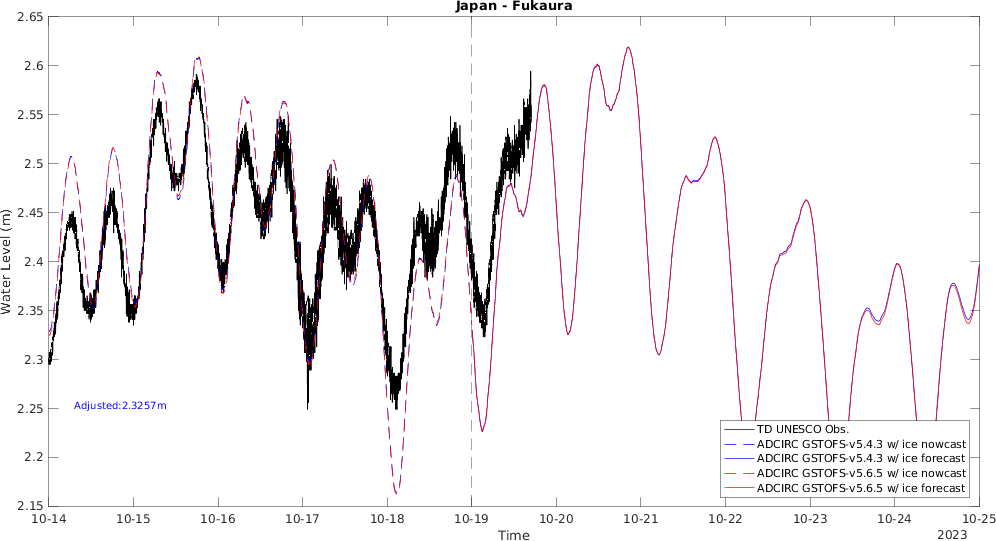 Japan - Fukaura
2.65
2.6
2.55
2.5
2.45
2.4
2.35
2.3
2.25
2.2
2.15
Water Level (m)
Adjusted:2.3257m
TD UNESCO Obs.
ADCIRC GSTOFS-v5.4.3 w/ ice nowcast
ADCIRC GSTOFS-v5.4.3 w/ ice forecast
ADCIRC GSTOFS-v5.6.5 w/ ice nowcast
ADCIRC GSTOFS-v5.6.5 w/ ice forecast
10-14 10-15 10-16 10-17 10-18 10-19 10-20 10-21 10-22 10-23 10-24 10-25
Time
2023